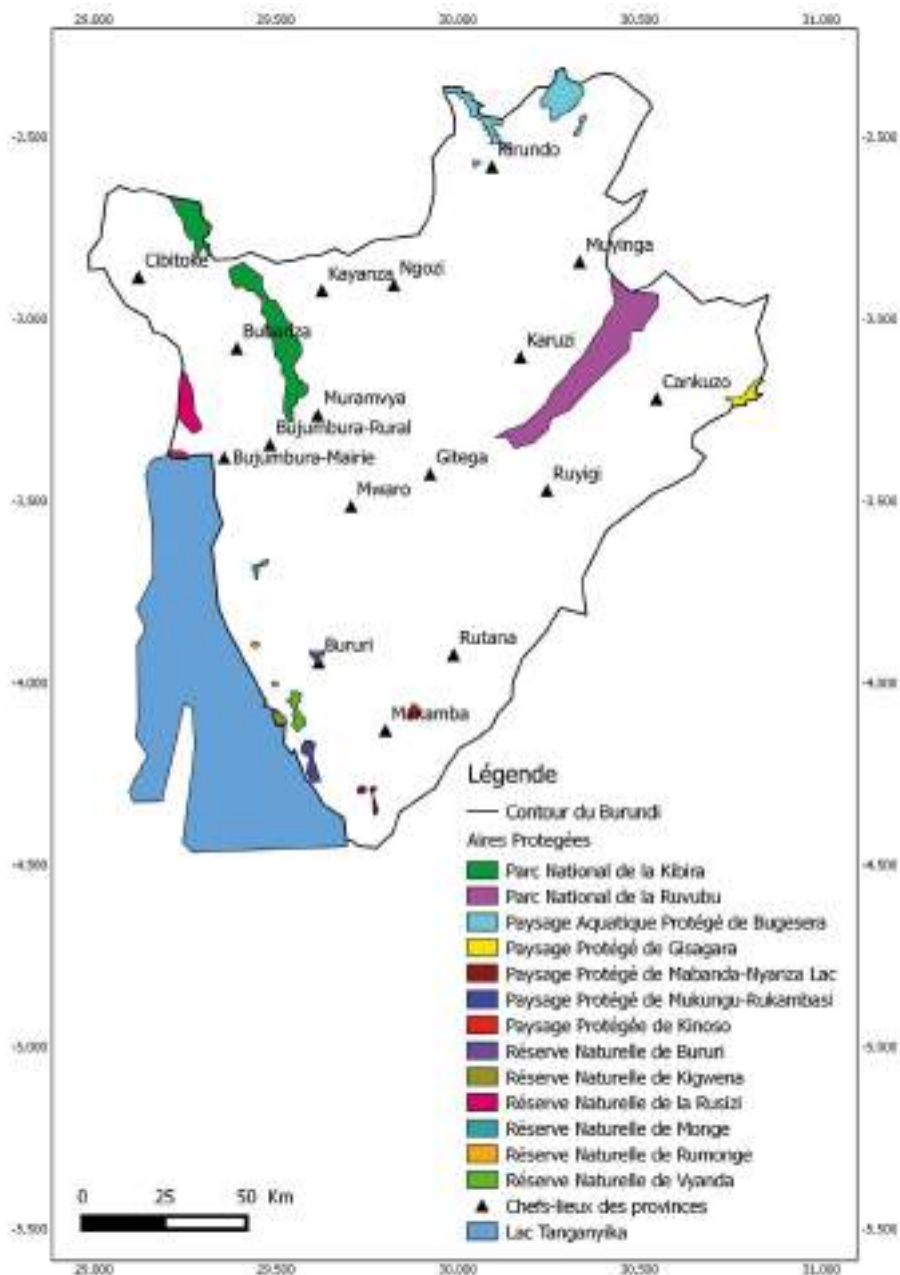 29.000 29.500 30.000 30.500 31.000
-2.500
-3.000
-3.500
-4.000
-4.500
-5.000
-5.500
Kirundo
Cibitoke
Muyinga
Kayanza
Ngozi
Bubanza
Karuzi
Cankuzo
Muramvya
Bujumbura-Rural
Bujumbura-Mairie
Gitega
Ruyigi
Mwaro
Bururi
Rutana
Makamba
Légende
Contour du Burundi
Aires Protegées
Parc National de la Kibira
Parc National de la Ruvubu
Paysage Aquatique Protégé de Bugesera
Paysage Protégé de Gisagara
Paysage Protégé de Mabanda-Nyanza Lac
Paysage Protégé de Mukungu-Rukambasi
Paysage Protégée de Kinoso
Réserve Naturelle de Bururi
Réserve Naturelle de Kigwena
Réserve Naturelle de la Rusizi
Réserve Naturelle de Monge
Réserve Naturelle de Rumonge
Réserve Naturelle de Vyanda
Chefs-lieux des provinces
Lac Tanganyika
0 25 50 Km
29.000 29.500 30.000 30.500 31.000